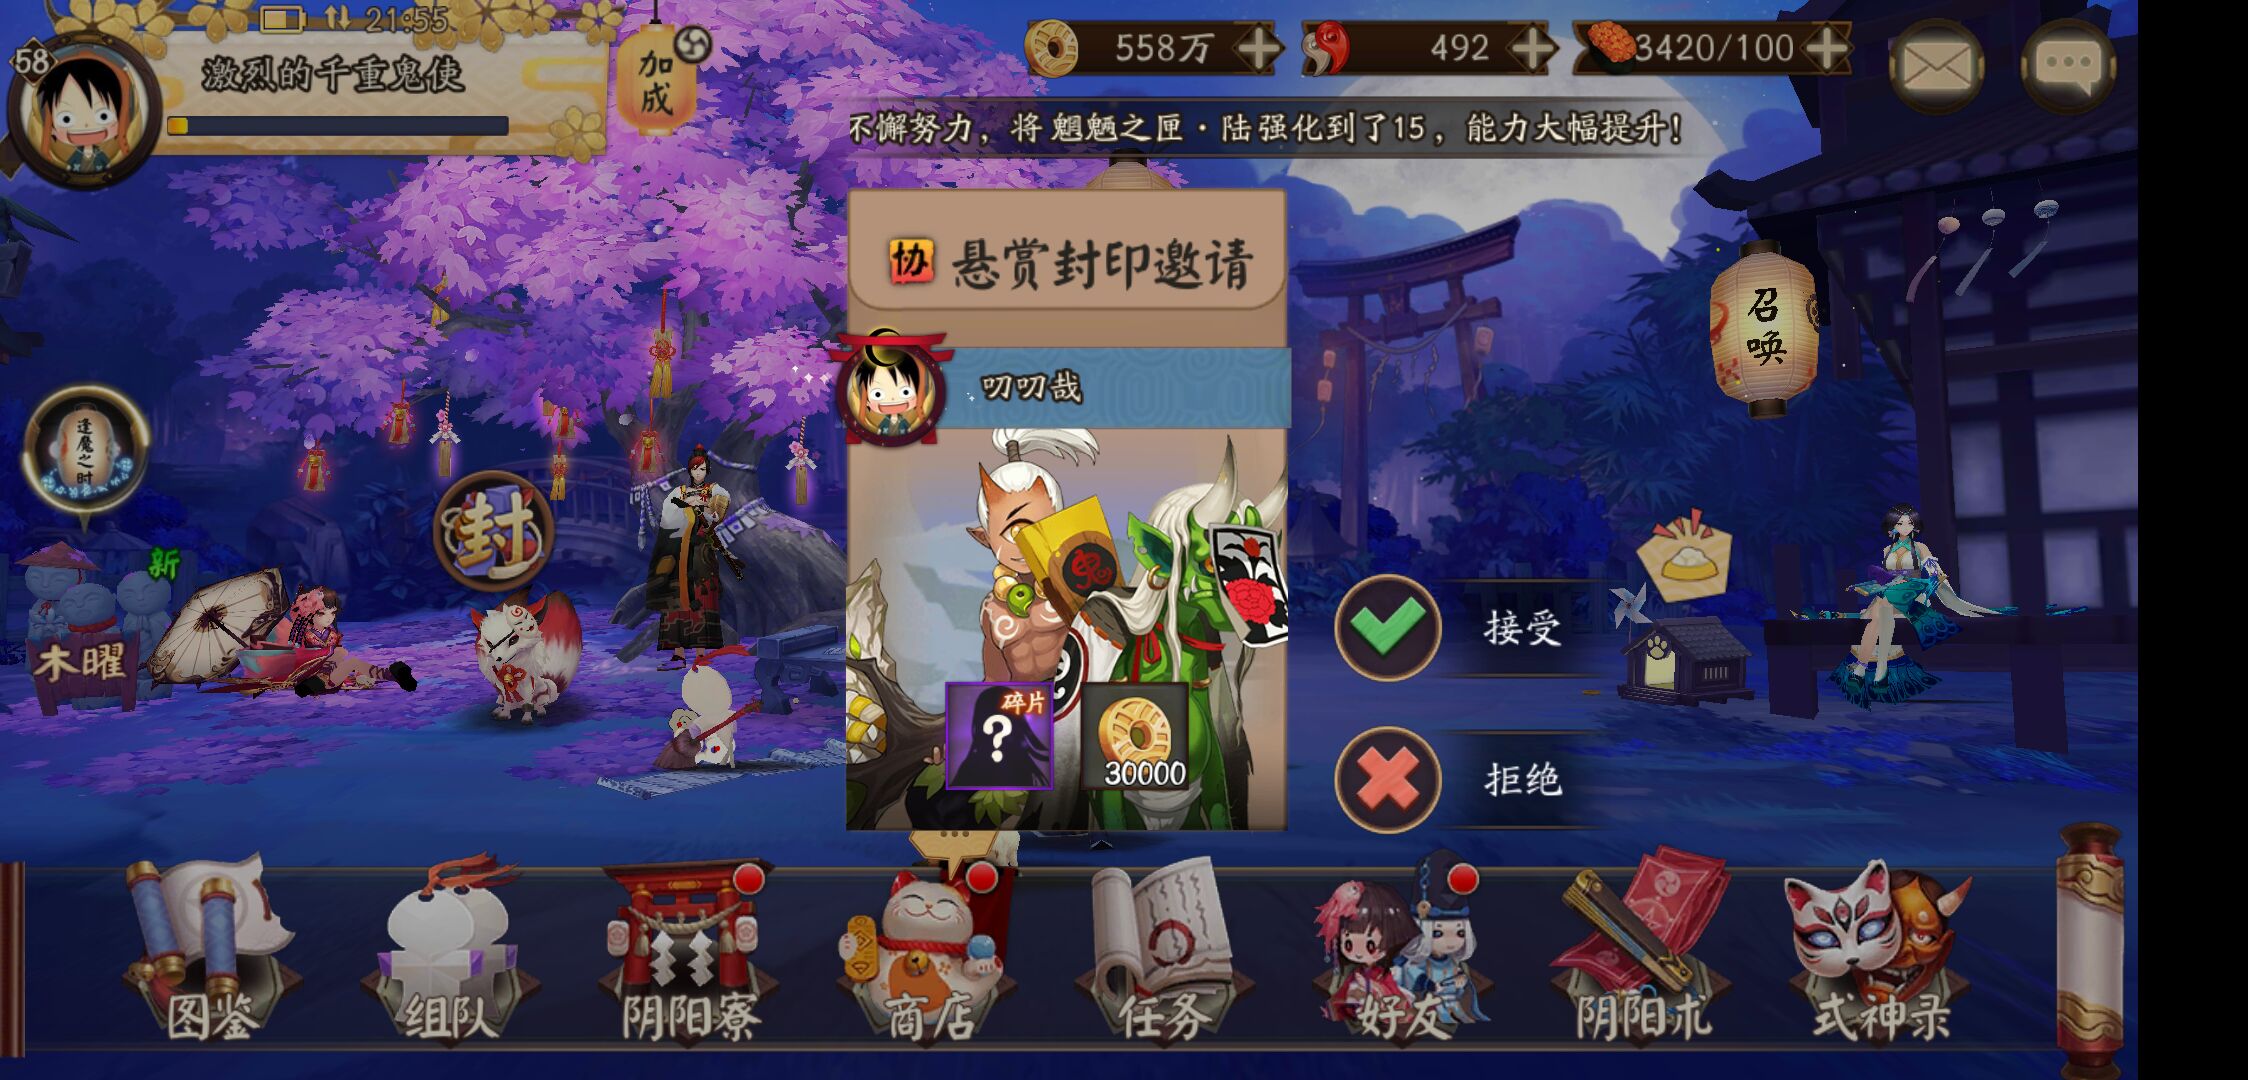 21:55
58
激烈的千重鬼使
加成
558万
492
3420/100
不懈努力，将魍魉之匣·陆强化到了15，能力大幅提升！
协 悬赏封印邀请
叨叨哉
召唤
逢魔之时
封
新
木曜
鬼
碎片
?
30000
接受
拒绝
图鉴
组队
阴阳寮
商店
任务
好友
阴阳术
式神录